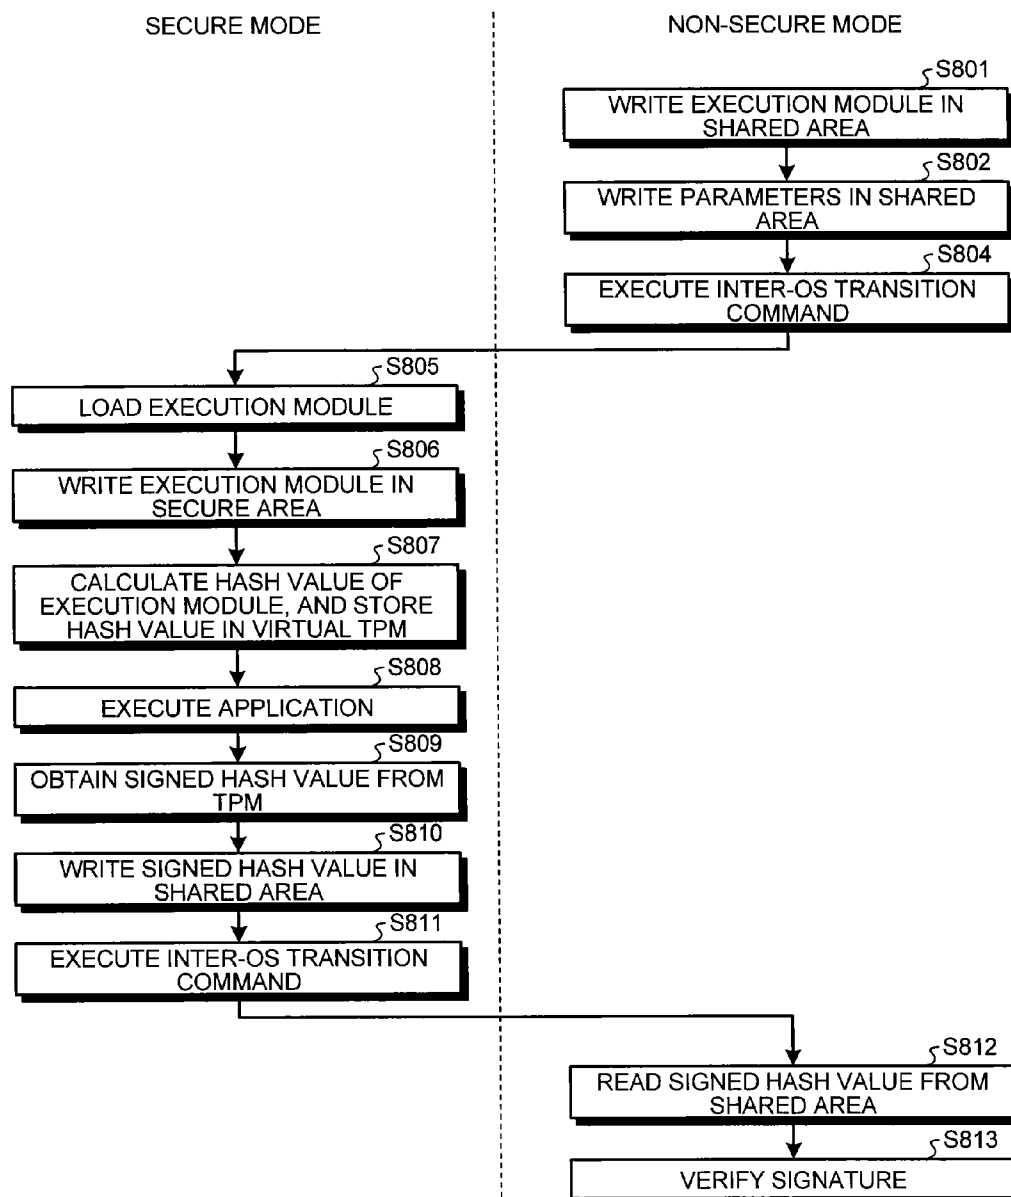 SECURE MODE
NON-SECURE MODE
S801
WRITE EXECUTION MODULE IN
SHARED AREA
S802
WRITE PARAMETERS IN SHARED
AREA
S804
EXECUTE INTER-OS TRANSITION
COMMAND
S805
LOAD EXECUTION MODULE
S806
WRITE EXECUTION MODULE IN
SECURE AREA
S807
CALCULATE HASH VALUE OF
EXECUTION MODULE, AND STORE
HASH VALUE IN VIRTUAL TPM
S808
EXECUTE APPLICATION
S809
OBTAIN SIGNED HASH VALUE FROM
TPM
S810
WRITE SIGNED HASH VALUE IN
SHARED AREA
S811
EXECUTE INTER-OS TRANSITION
COMMAND
S812
READ SIGNED HASH VALUE FROM
SHARED AREA
S813
VERIFY SIGNATURE